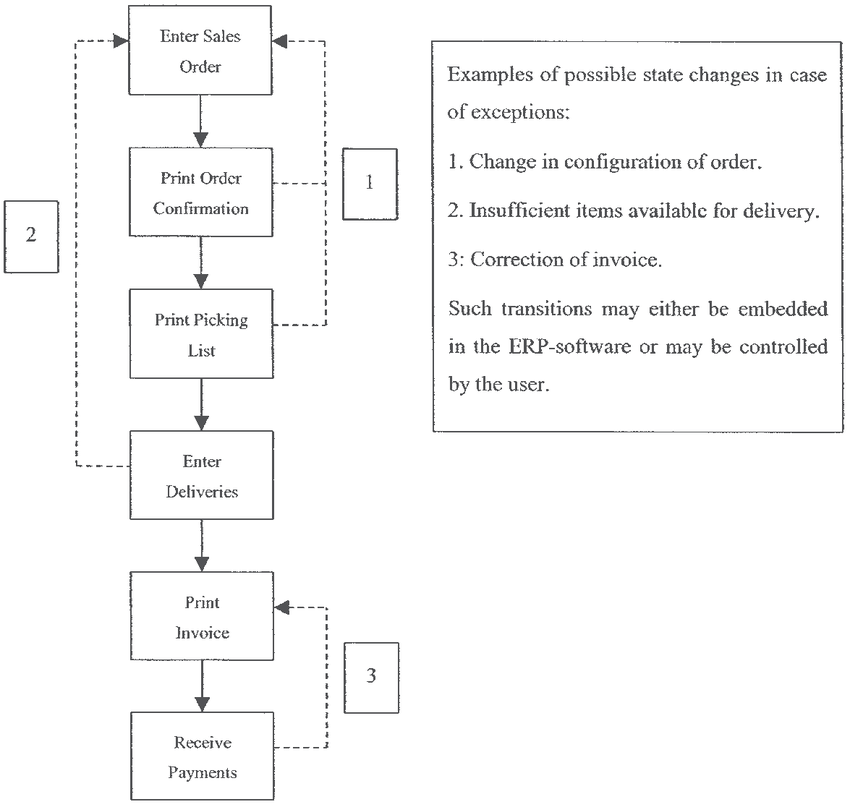 Enter Sales
Order
Print Order
Confirmation
1
2
Print Picking
List
Enter
Deliveries
Print
Invoice
3
Receive
Payments
Examples of possible state changes in case
of exceptions:
1. Change in configuration of order.
2. Insufficient items available for delivery.
3: Correction of invoice.
Such transitions may either be embedded
in the ERP-software or may be controlled
by the user.